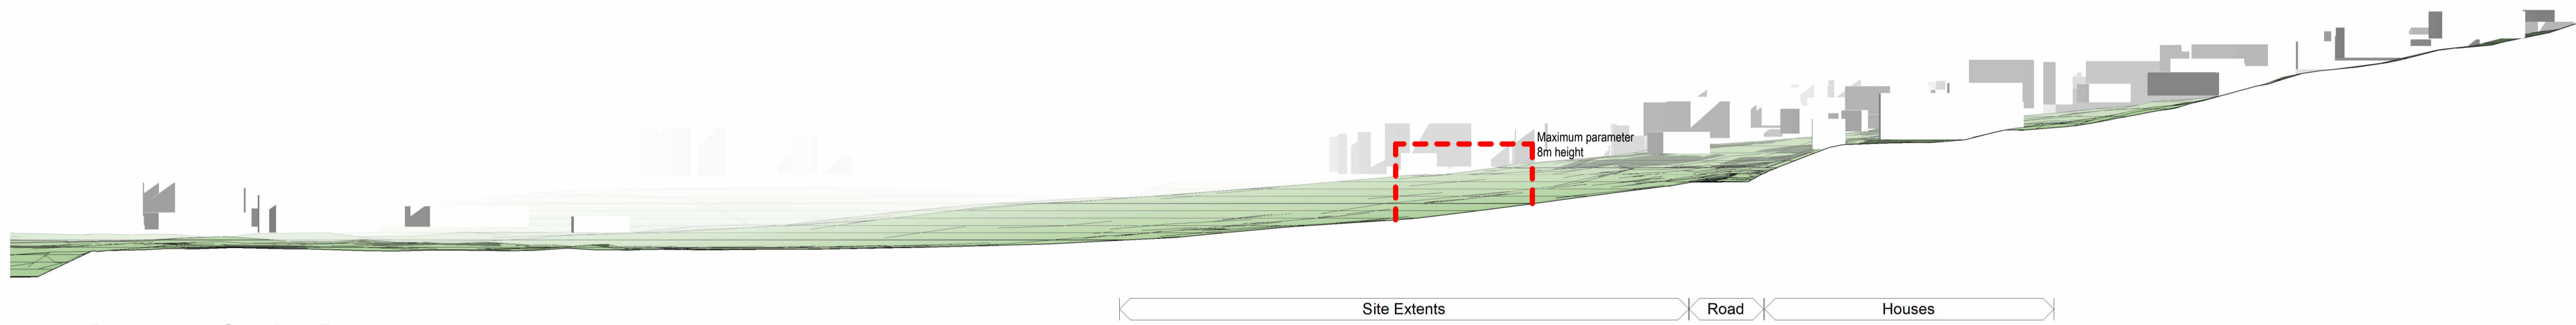 Maximum parameter
8m height
Site Extents
Road
Houses